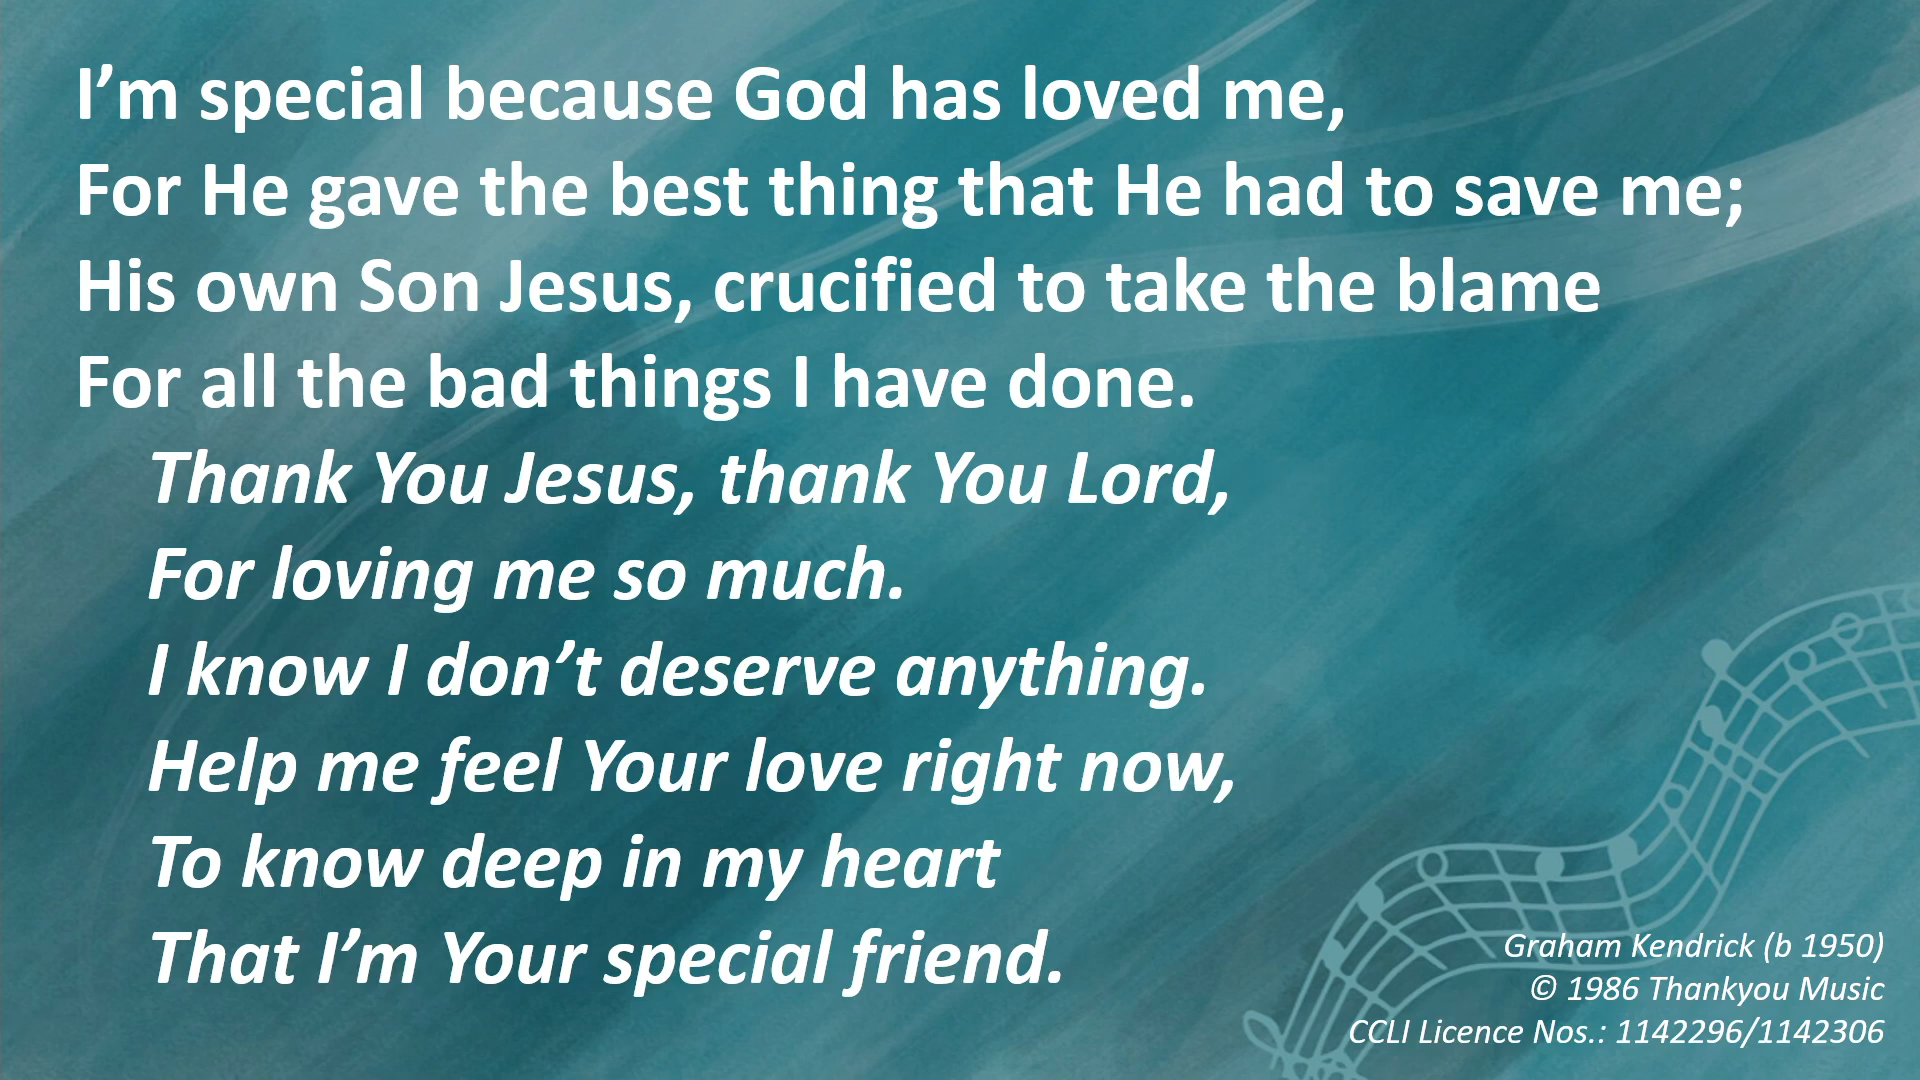 I’m special because God has loved me,
For He gave the best thing that He had to save me;
His own Son Jesus, crucified to take the blame
For all the bad things I have done.
Thank You Jesus, thank You Lord,
For loving me so much.
I know I don’t deserve anything.
Help me feel Your love right now,
To know deep in my heart
That I’m Your special friend.
Graham Kendrick (b 1950)
© 1986 Thankyou Music
CCLI Licence Nos.: 1142296/1142306